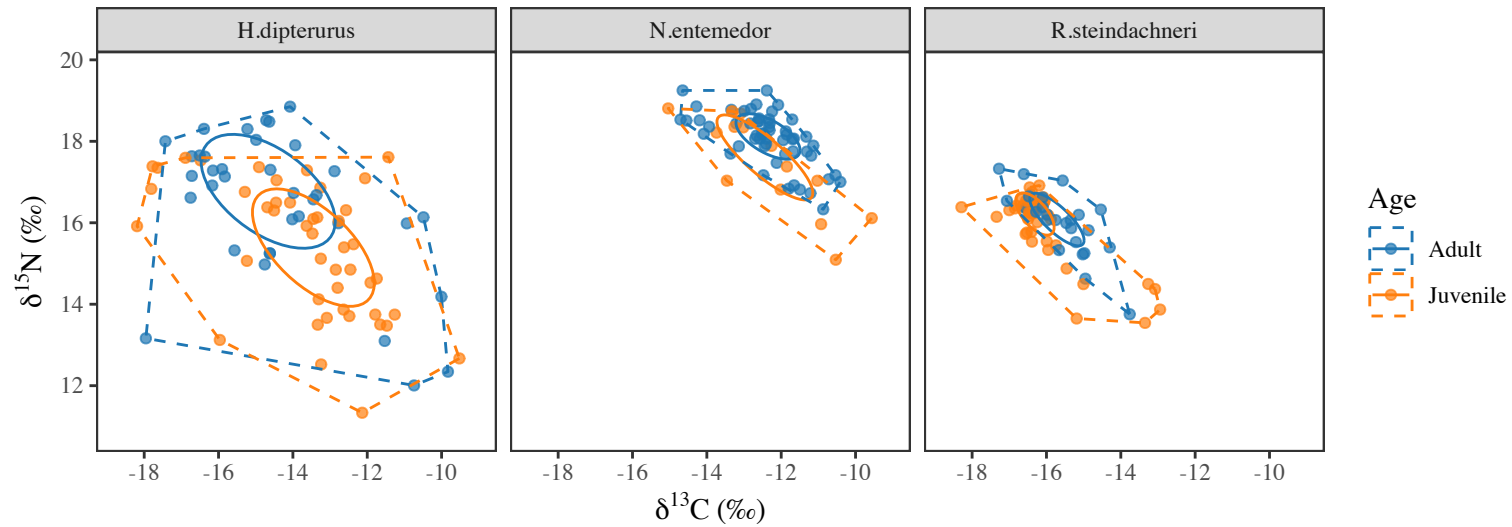 H.dipterurus
N.entemedor
R.steindachneri
20
18
16
14
12
δ¹⁵N (‰)
-18 -16 -14 -12 -10
-18 -16 -14 -12 -10
-18 -16 -14 -12 -10
δ¹³C (‰)
Age
Adult
Juvenile